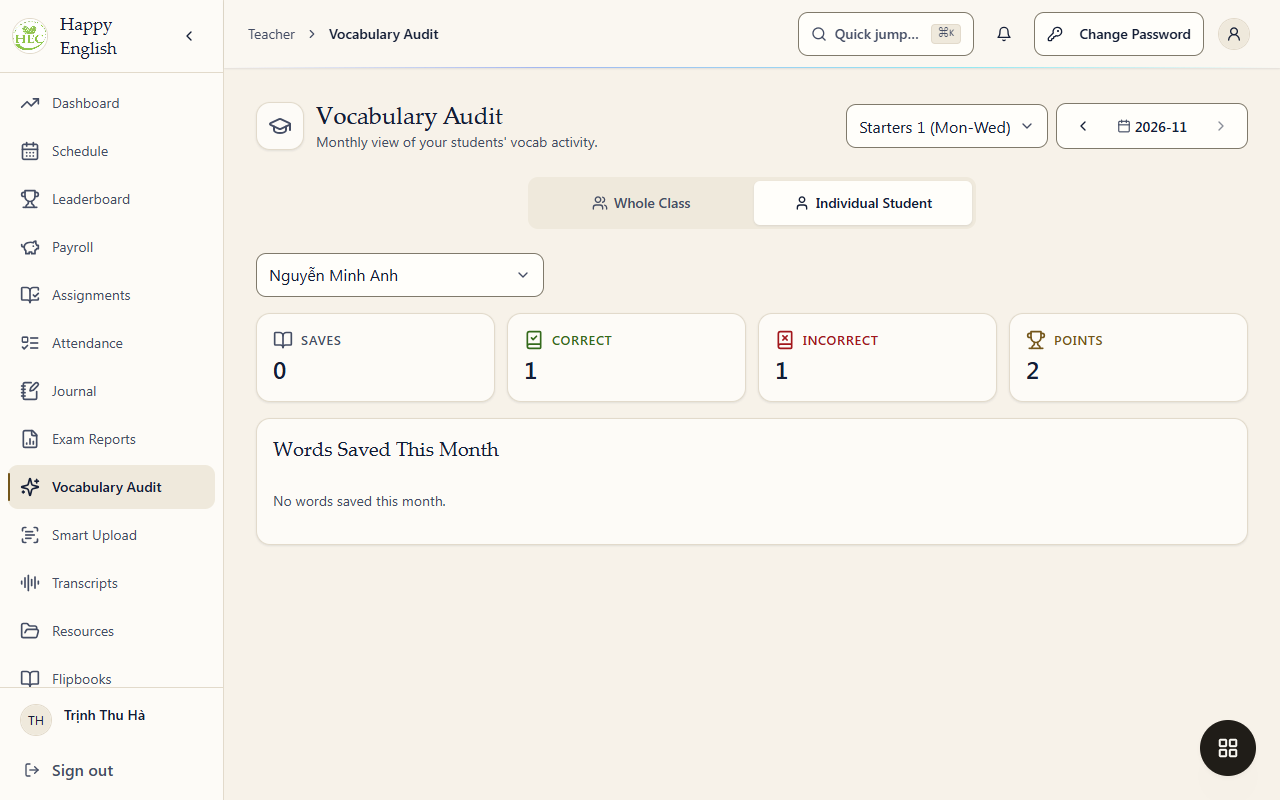 HEC
Happy
English
Teacher
Vocabulary Audit
Quick jump...
⌘K
Change Password
Dashboard
Schedule
Leaderboard
Payroll
Assignments
Attendance
Journal
Exam Reports
Vocabulary Audit
Smart Upload
Transcripts
Resources
Flipbooks
TH
Trịnh Thu Hà
Sign out
Vocabulary Audit
Monthly view of your students' vocab activity.
Starters 1 (Mon-Wed)
2026-11
Whole Class
Individual Student
Nguyễn Minh Anh
SAVES
0
CORRECT
1
INCORRECT
1
POINTS
2
Words Saved This Month
No words saved this month.